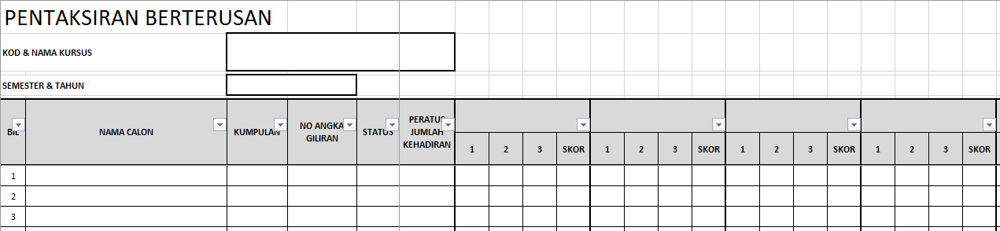 PENTAKSIRAN BERTERUSAN
KOD & NAMA KURSUS
SEMESTER & TAHUN
BIL NAMA CALON KUMPULAN NO ANGKA GILIRAN STATUS PERATUS JUMLAH KEHADIRAN
1 2 3 SKOR 1 2 3 SKOR 1 2 3 SKOR 1 2 3 SKOR
1
2
3